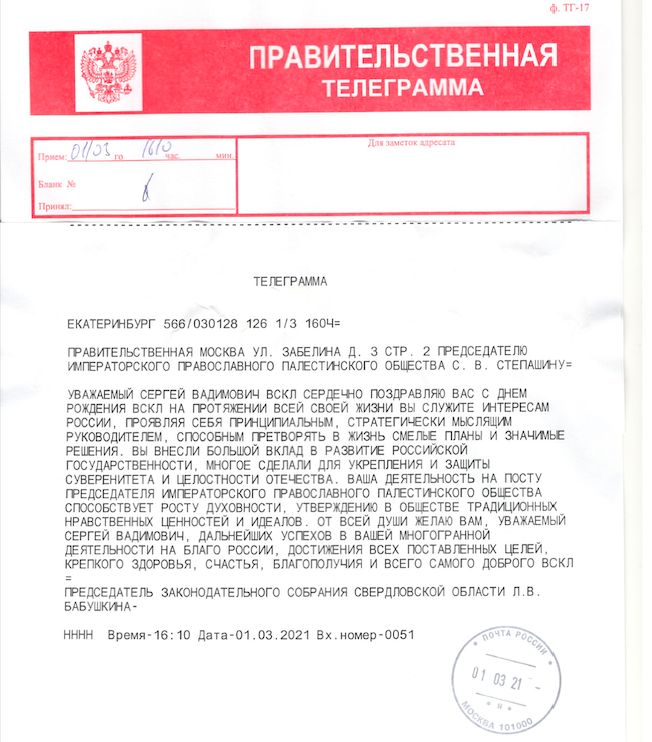 ф. ТГ-17
ПРАВИТЕЛЬСТВЕННАЯ
ТЕЛЕГРАММА
Прием: 01/03 го 1610 час. мин.
Бланк №
Принял:
Для заметок адресата
ТЕЛЕГРАММА
ЕКАТЕРИНБУРГ 566/030128 126 1/3 160Ч=
ПРАВИТЕЛЬСТВЕННАЯ МОСКВА УЛ. ЗАБЕЛИНА Д. 3 СТР. 2 ПРЕДСЕДАТЕЛЮ
ИМПЕРАТОРСКОГО ПРАВОСЛАВНОГО ПАЛЕСТИНСКОГО ОБЩЕСТВА С. В. СТЕПАШИНУ=
УВАЖАЕМЫЙ СЕРГЕЙ ВАДИМОВИЧ ВСКЛ СЕРДЕЧНО ПОЗДРАВЛЯЮ ВАС С ДНЕМ
РОЖДЕНИЯ ВСКЛ НА ПРОТЯЖЕНИИ ВСЕЙ СВОЕЙ ЖИЗНИ ВЫ СЛУЖИТЕ ИНТЕРЕСАМ
РОССИИ, ПРОЯВЛЯЯ СЕБЯ ПРИНЦИПИАЛЬНЫМ, СТРАТЕГИЧЕСКИ МЫСЛЯЩИМ
РУКОВОДИТЕЛЕМ, СПОСОБНЫМ ПРЕТВОРЯТЬ В ЖИЗНЬ СМЕЛЫЕ ПЛАНЫ И ЗНАЧИМЫЕ
РЕШЕНИЯ. ВЫ ВНЕСЛИ БОЛЬШОЙ ВКЛАД В РАЗВИТИЕ РОССИЙСКОЙ
ГОСУДАРСТВЕННОСТИ, МНОГОЕ СДЕЛАЛИ ДЛЯ УКРЕПЛЕНИЯ И ЗАЩИТЫ
СУВЕРЕНИТЕТА И ЦЕЛОСТНОСТИ ОТЕЧЕСТВА. ВАША ДЕЯТЕЛЬНОСТЬ НА ПОСТУ
ПРЕДСЕДАТЕЛЯ ИМПЕРАТОРСКОГО ПРАВОСЛАВНОГО ПАЛЕСТИНСКОГО ОБЩЕСТВА
СПОСОБСТВУЕТ РОСТУ ДУХОВНОСТИ, УТВЕРЖДЕНИЮ В ОБЩЕСТВЕ ТРАДИЦИОННЫХ
НРАВСТВЕННЫХ ЦЕННОСТЕЙ И ИДЕАЛОВ. ОТ ВСЕЙ ДУШИ ЖЕЛАЮ ВАМ, УВАЖАЕМЫЙ
СЕРГЕЙ ВАДИМОВИЧ, ДАЛЬНЕЙШИХ УСПЕХОВ В ВАШЕЙ МНОГОГРАННОЙ
ДЕЯТЕЛЬНОСТИ НА БЛАГО РОССИИ, ДОСТИЖЕНИЯ ВСЕХ ПОСТАВЛЕННЫХ ЦЕЛЕЙ,
КРЕПКОГО ЗДОРОВЬЯ, СЧАСТЬЯ, БЛАГОПОЛУЧИЯ И ВСЕГО САМОГО ДОБРОГО ВСКЛ
=
ПРЕДСЕДАТЕЛЬ ЗАКОНОДАТЕЛЬНОГО СОБРАНИЯ СВЕРДЛОВСКОЙ ОБЛАСТИ Л.В.
БАБУШКИНА-
НННН Время-16:10 Дата-01.03.2021 Вх.номер-0051
ПОЧТА РОССИИ
01 03 21
* Н *
МОСКВА 101000